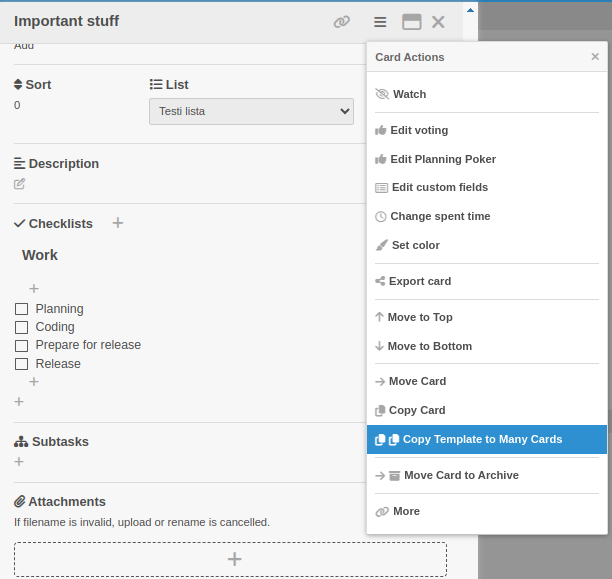 Important stuff
Add
Sort
List
0
Testi lista
Description
Checklists
Work
Planning
Coding
Prepare for release
Release
Subtasks
Attachments
If filename is invalid, upload or rename is cancelled.
Card Actions
Watch
Edit voting
Edit Planning Poker
Edit custom fields
Change spent time
Set color
Export card
Move to Top
Move to Bottom
Move Card
Copy Card
Copy Template to Many Cards
Move Card to Archive
More